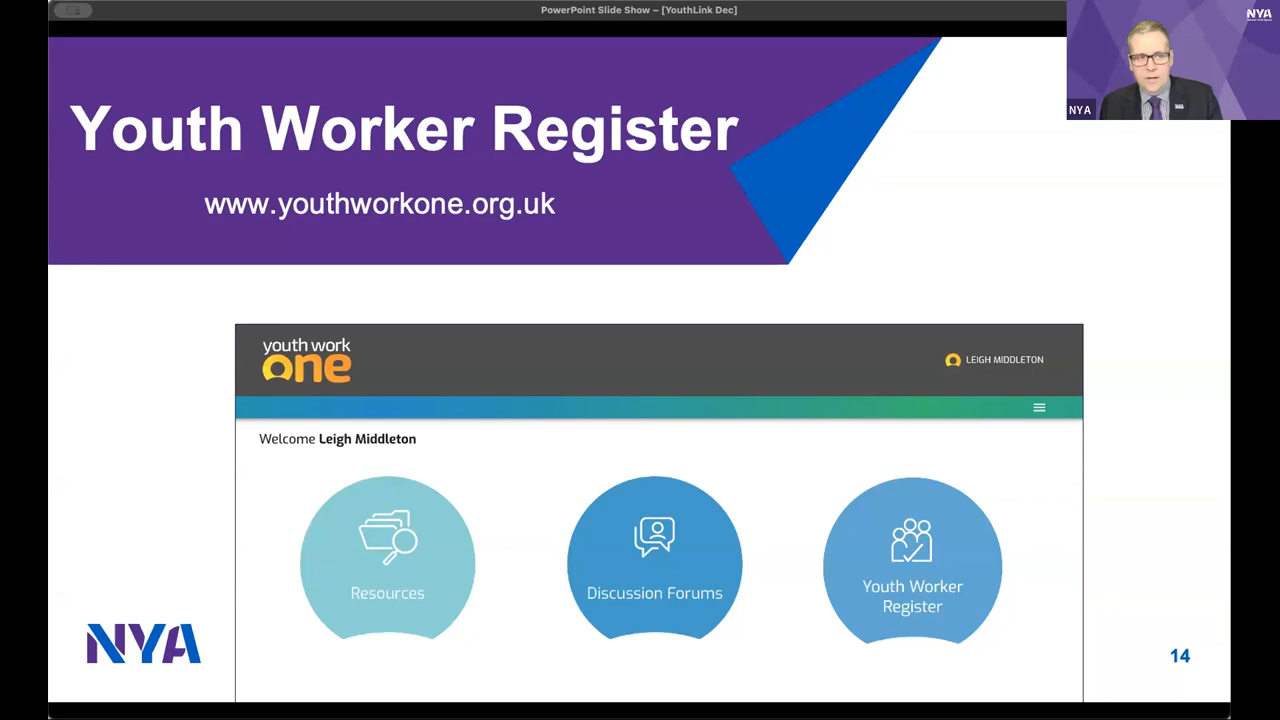 PowerPoint Slide Show – [YouthLink Dec]
NYA
NYA
Youth Worker Register
www.youthworkone.org.uk
youth work
one
LEIGH MIDDLETON
Welcome Leigh Middleton
Resources
Discussion Forums
Youth Worker
Register
NYA
14